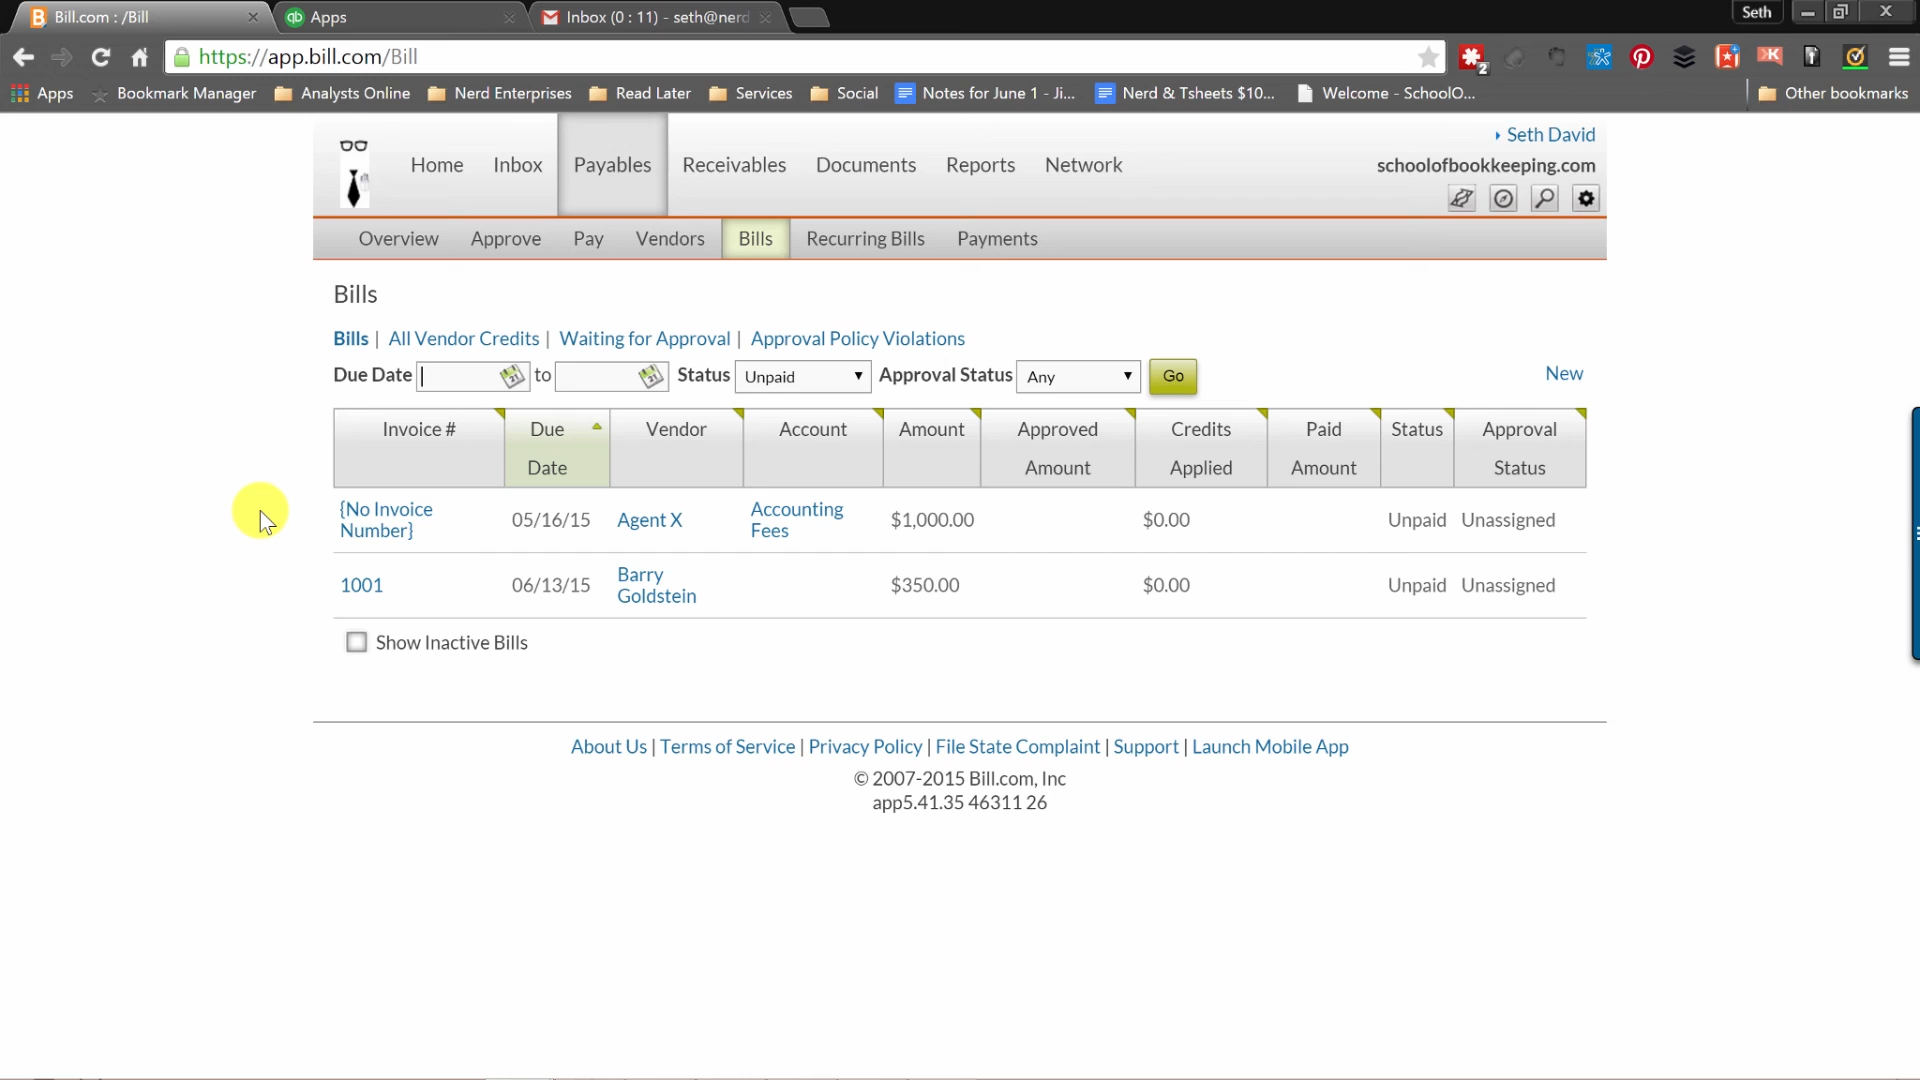 Bill.com : /Bill
Apps
Inbox (0 : 11) - seth@nerd
Seth
https://app.bill.com/Bill
2
Apps
Bookmark Manager
Analysts Online
Nerd Enterprises
Read Later
Services
Social
Notes for June 1 - Ji...
Nerd & Tsheets $10...
Welcome - SchoolO...
Other bookmarks
Seth David
schoolofbookkeeping.com
Home
Inbox
Payables
Receivables
Documents
Reports
Network
Overview
Approve
Pay
Vendors
Bills
Recurring Bills
Payments
Bills
Bills | All Vendor Credits | Waiting for Approval | Approval Policy Violations
Due Date to Status Unpaid Approval Status Any Go New
Invoice # Due Date Vendor Account Amount Approved Amount Credits Applied Paid Amount Status Approval Status
{No Invoice Number} 05/16/15 Agent X Accounting Fees $1,000.00 $0.00 Unpaid Unassigned
1001 06/13/15 Barry Goldstein $350.00 $0.00 Unpaid Unassigned
Show Inactive Bills
About Us | Terms of Service | Privacy Policy | File State Complaint | Support | Launch Mobile App
© 2007-2015 Bill.com, Inc
app5.41.35 46311 26